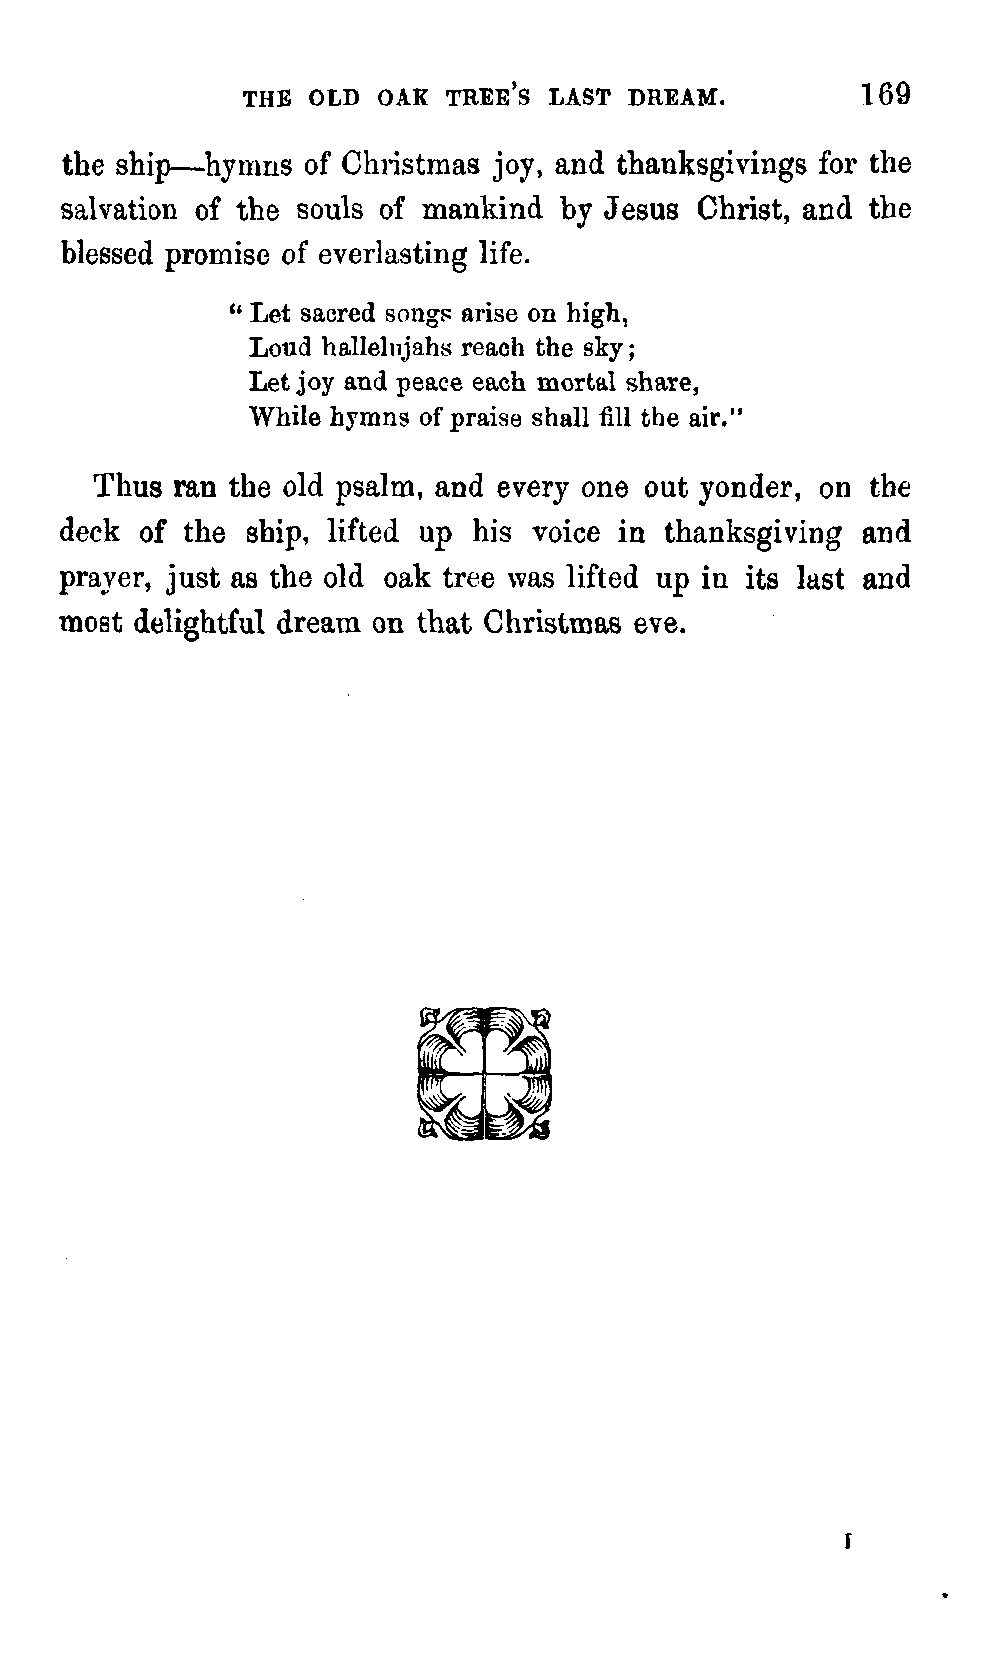 THE OLD OAK TREE'S LAST DREAM. 169
the ship—hymns of Christmas joy, and thanksgivings for the
salvation of the souls of mankind by Jesus Christ, and the
blessed promise of everlasting life.
“ Let sacred songs arise on high,
Loud hallelujahs reach the sky;
Let joy and peace each mortal share,
While hymns of praise shall fill the air."
Thus ran the old psalm, and every one out yonder, on the
deck of the ship, lifted up his voice in thanksgiving and
prayer, just as the old oak tree was lifted up in its last and
most delightful dream on that Christmas eve.
I